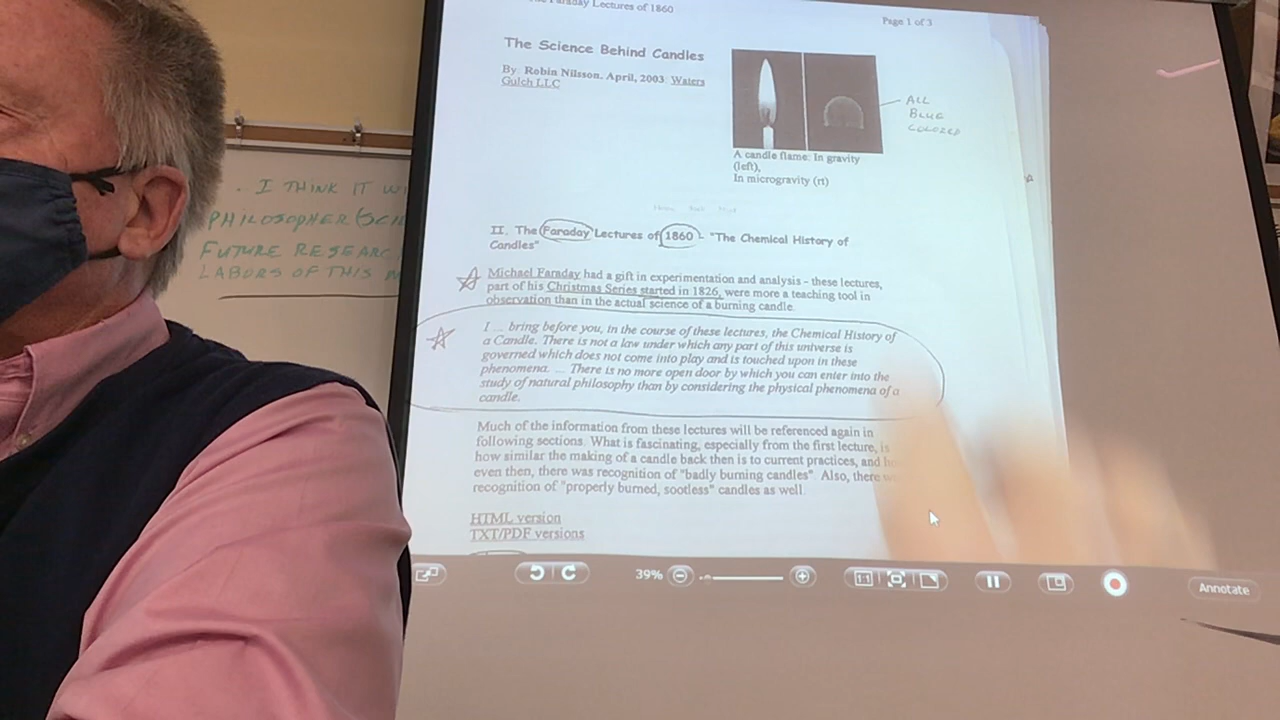 Faraday Lectures of 1860
Page 1 of 3
The Science Behind Candles
By Robin Nilsson. April, 2003 Waters
Gulch LLC
ALL
BLUE
COLORED
A candle flame: In gravity
(left),
In microgravity (rt)
II. The Faraday Lectures of 1860 - "The Chemical History of
Candles"
Michael Faraday had a gift in experimentation and analysis - these lectures,
part of his Christmas Series started in 1826, were more a teaching tool in
observation than in the actual science of a burning candle.
I ... bring before you, in the course of these lectures, the Chemical History of
a Candle. There is not a law under which any part of this universe is
governed which does not come into play and is touched upon in these
phenomena. ... There is no more open door by which you can enter into the
study of natural philosophy than by considering the physical phenomena of a
candle.
Much of the information from these lectures will be referenced again in
following sections. What is fascinating, especially from the first lecture, is
how similar the making of a candle back then is to current practices, and
even then, there was recognition of "badly burning candles". Also, there
recognition of "properly burned, sootless" candles as well.
HTML version
TXT/PDF versions
39%
Annotate
. I THINK IT
PHILOSOPHER
FUTURE
LABORS OF THIS